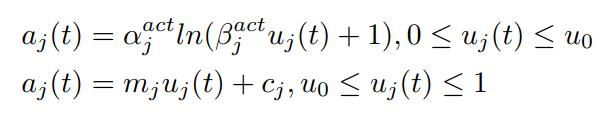 a_j(t) = α_j^{act} ln(β_j^{act} u_j(t) + 1), 0 ≤ u_j(t) ≤ u_0
a_j(t) = m_j u_j(t) + c_j, u_0 ≤ u_j(t) ≤ 1